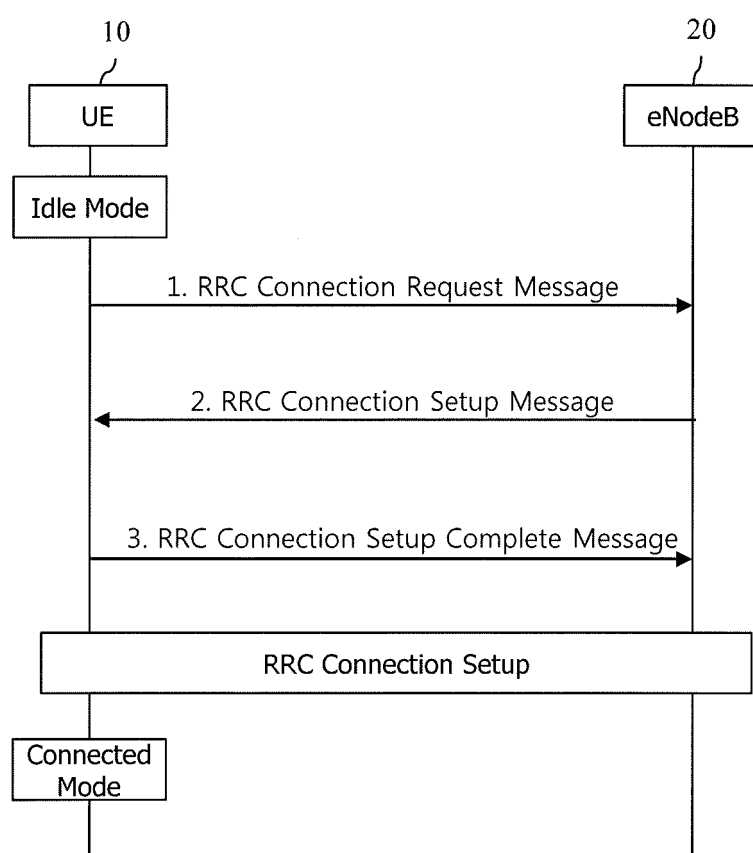 10
20
UE
eNodeB
Idle Mode
1. RRC Connection Request Message
2. RRC Connection Setup Message
3. RRC Connection Setup Complete Message
RRC Connection Setup
Connected
Mode